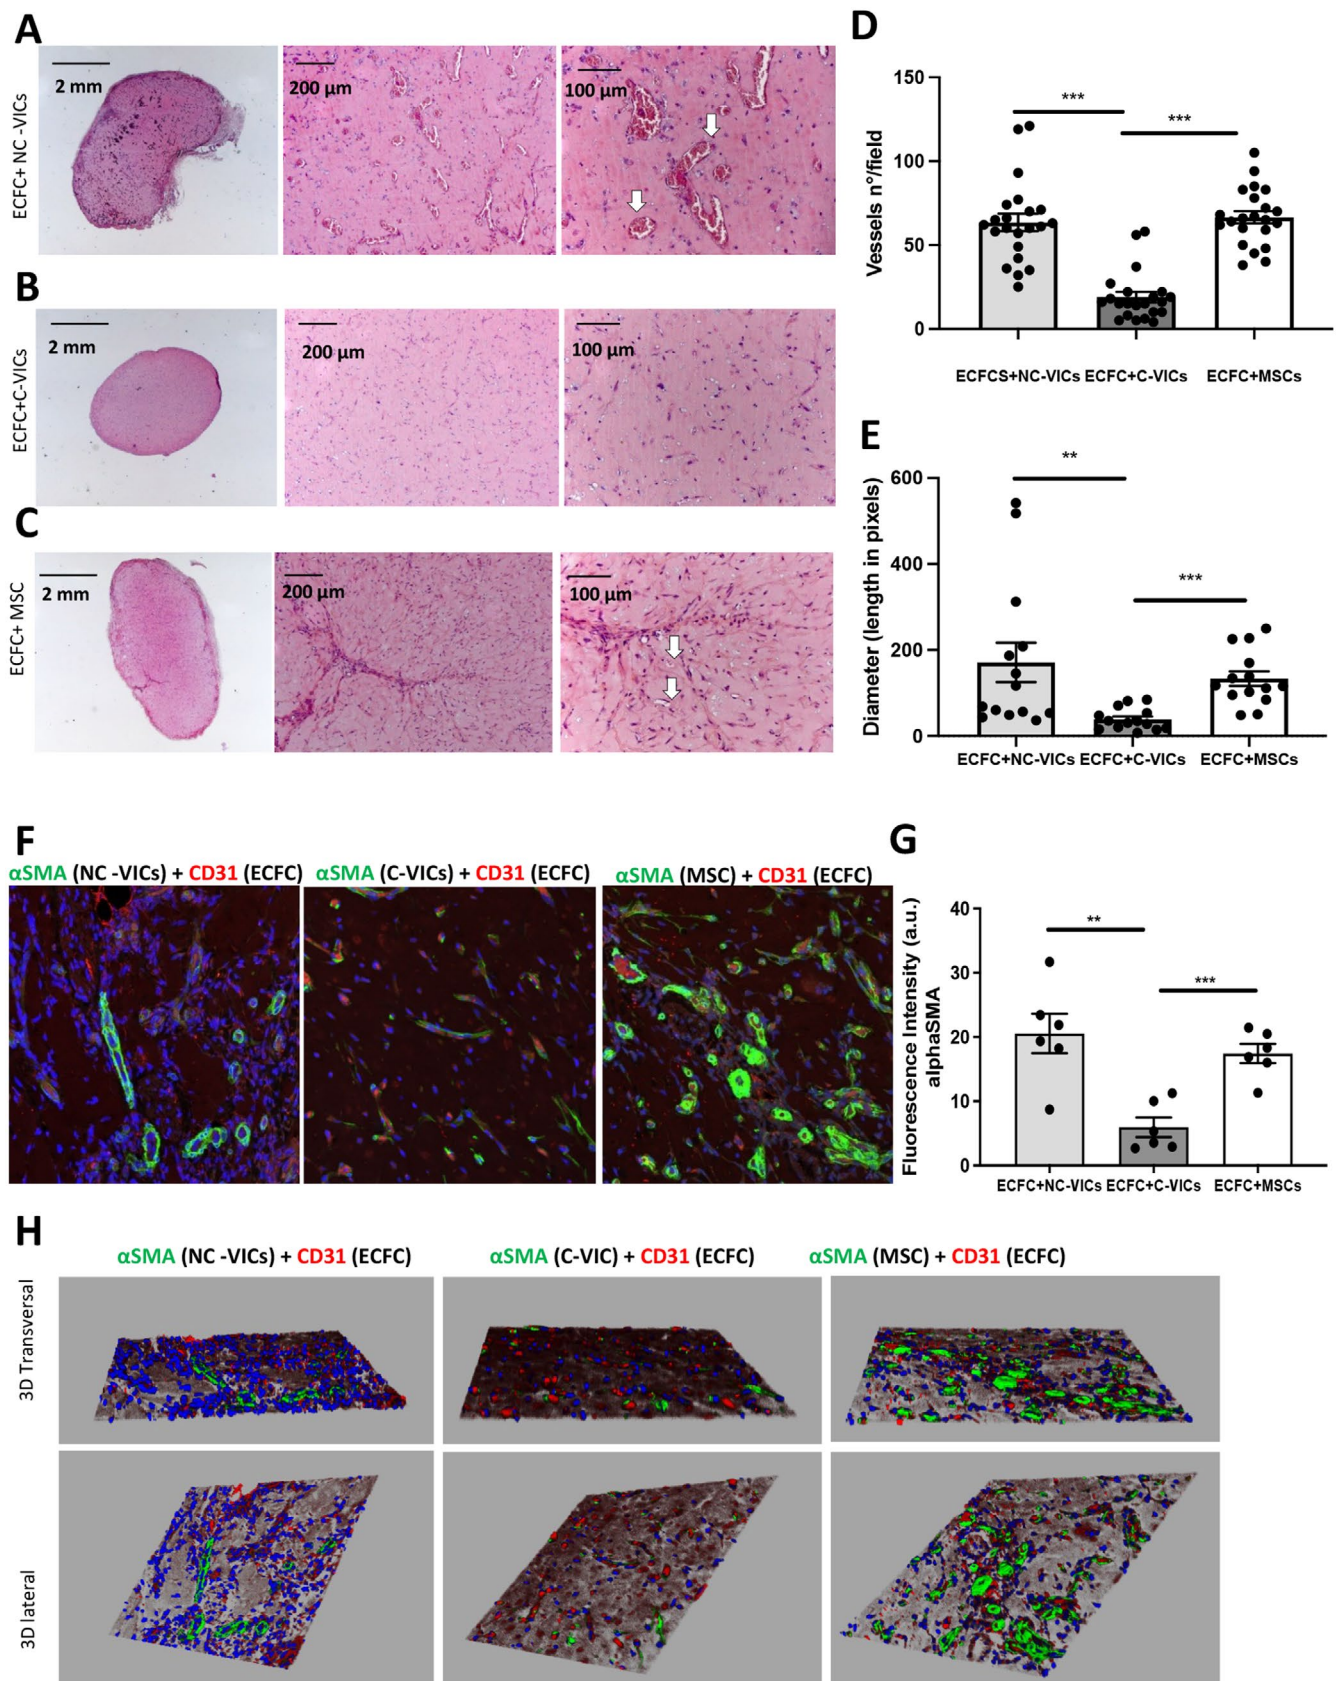 A
ECFC+ NC -VICs
2 mm
200 µm
100 µm
B
ECFC+C-VICs
2 mm
200 µm
100 µm
C
ECFC+ MSC
2 mm
200 µm
100 µm
D
Vessels n°/field
150
100
50
0
***
***
ECFCS+NC-VICs ECFC+C-VICs ECFC+MSCs
E
Diameter (length in pixels)
600
400
200
0
**
***
ECFC+NC-VICs ECFC+C-VICs ECFC+MSCs
F
αSMA (NC -VICs) + CD31 (ECFC)
αSMA (C-VICs) + CD31 (ECFC)
αSMA (MSC) + CD31 (ECFC)
G
Fluorescence Intensity (a.u.)
alphaSMA
40
30
20
10
0
**
***
ECFC+NC-VICs ECFC+C-VICs ECFC+MSCs
H
αSMA (NC -VICs) + CD31 (ECFC)
αSMA (C-VIC) + CD31 (ECFC)
αSMA (MSC) + CD31 (ECFC)
3D Transversal
3D lateral